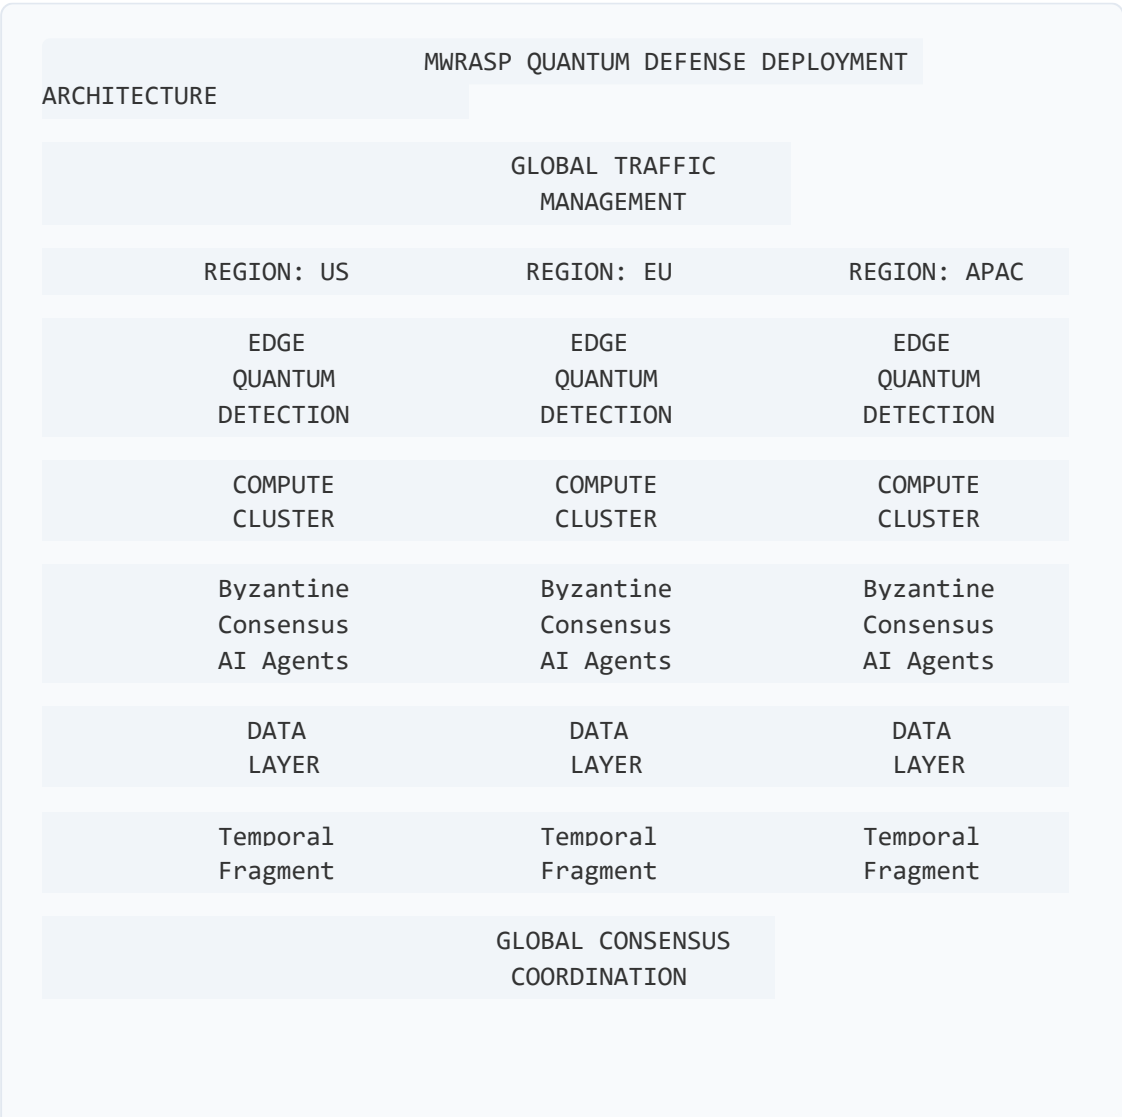 MWRASP QUANTUM DEFENSE DEPLOYMENT
ARCHITECTURE
GLOBAL TRAFFIC
MANAGEMENT
REGION: US REGION: EU REGION: APAC
EDGE EDGE EDGE
QUANTUM QUANTUM QUANTUM
DETECTION DETECTION DETECTION
COMPUTE COMPUTE COMPUTE
CLUSTER CLUSTER CLUSTER
Byzantine Byzantine Byzantine
Consensus Consensus Consensus
AI Agents AI Agents AI Agents
DATA DATA DATA
LAYER LAYER LAYER
Temporal Temporal Temporal
Fragment Fragment Fragment
GLOBAL CONSENSUS
COORDINATION